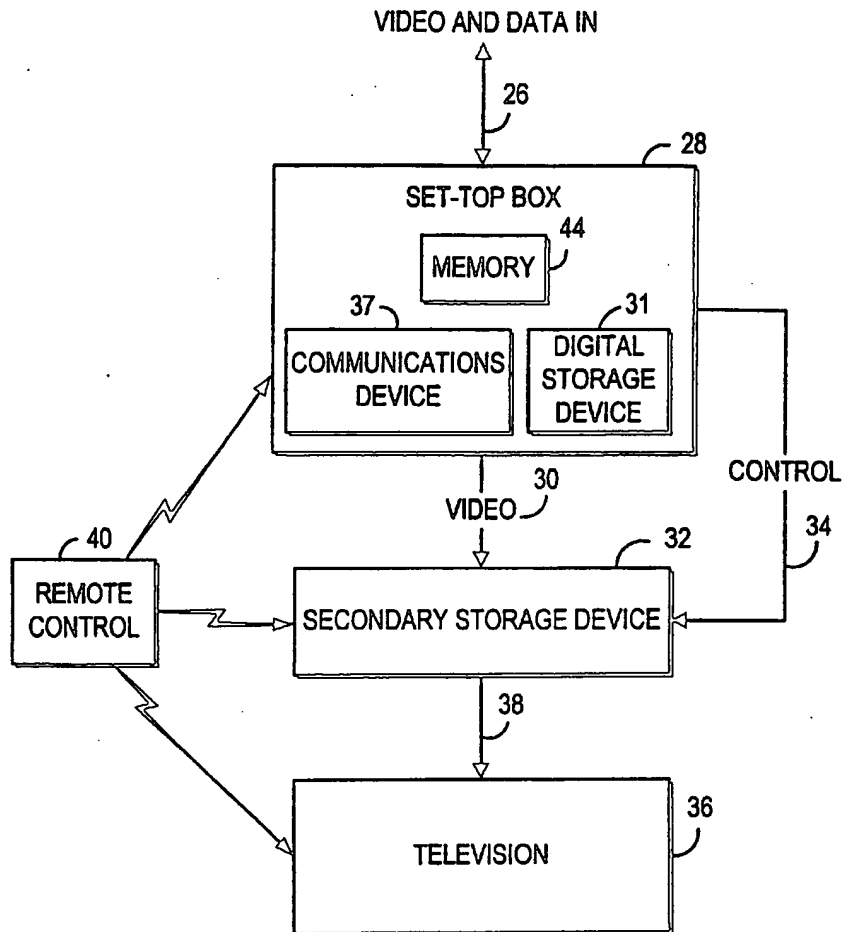 VIDEO AND DATA IN
26
28
SET-TOP BOX
44
MEMORY
37
31
COMMUNICATIONS
DEVICE
DIGITAL
STORAGE
DEVICE
CONTROL
30
VIDEO
34
40
32
REMOTE
CONTROL
SECONDARY STORAGE DEVICE
38
36
TELEVISION